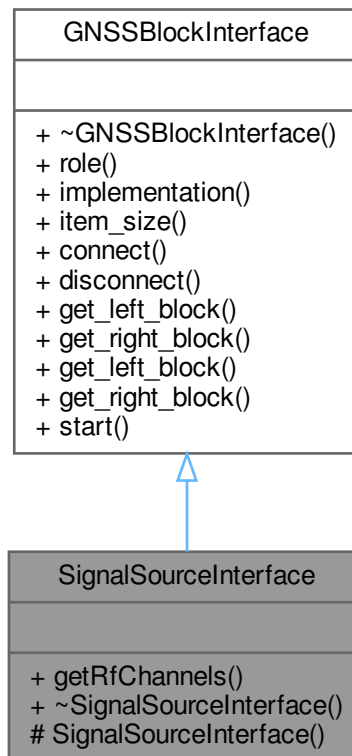 GNSSBlockInterface
+ ~GNSSBlockInterface()
+ role()
+ implementation()
+ item_size()
+ connect()
+ disconnect()
+ get_left_block()
+ get_right_block()
+ get_left_block()
+ get_right_block()
+ start()
SignalSourceInterface
+ getRfChannels()
+ ~SignalSourceInterface()
# SignalSourceInterface()